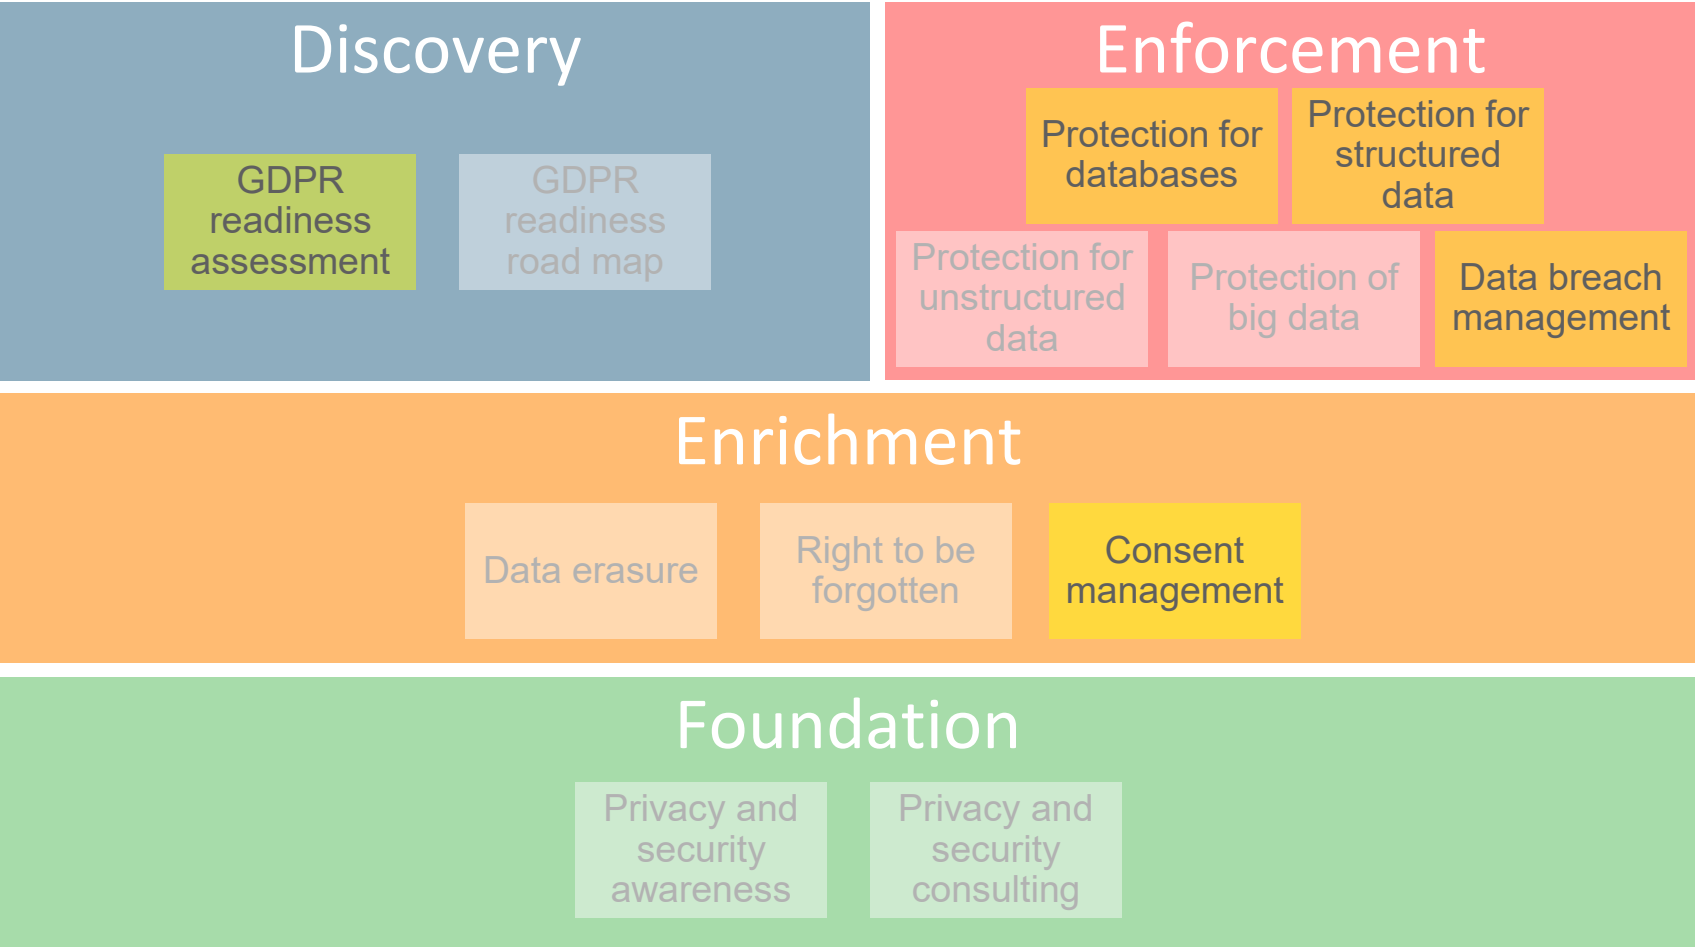 Discovery
GDPR
readiness
assessment
GDPR
readiness
road map
Enforcement
Protection for
databases
Protection for
structured
data
Protection for
unstructured
data
Protection of
big data
Data breach
management
Enrichment
Data erasure
Right to be
forgotten
Consent
management
Foundation
Privacy and
security
awareness
Privacy and
security
consulting